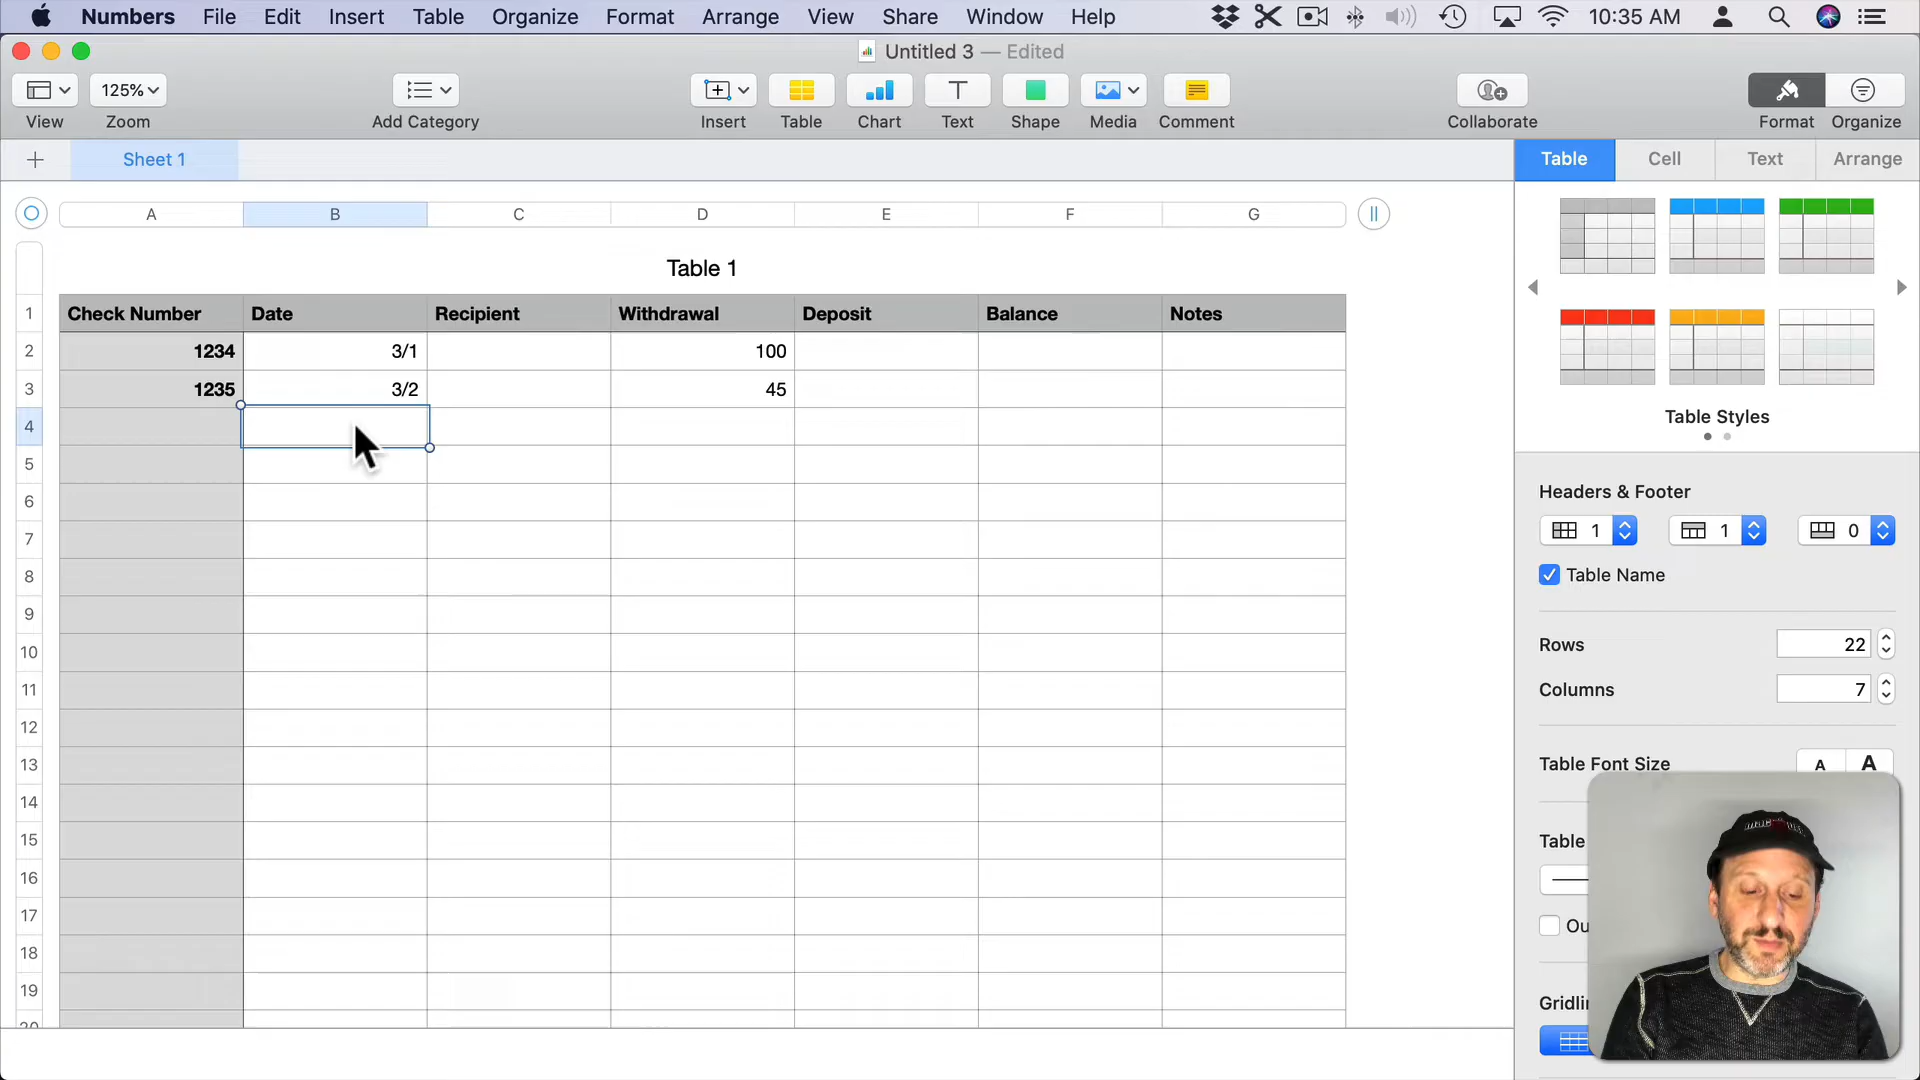 Numbers File Edit Insert Table Organize Format Arrange View Share Window Help 10:35 AM
Untitled 3 — Edited
125%
View Zoom Add Category Insert Table Chart Text Shape Media Comment Collaborate Format Organize
Sheet 1 Table Cell Text Arrange
A B C D E F G
Table 1
1 Check Number Date Recipient Withdrawal Deposit Balance Notes
2 1234 3/1 100
3 1235 3/2 45
4
5
6
7
8
9
10
11
12
13
14
15
16
17
18
19
20
Table Styles
Headers & Footer
1 1 0
Table Name
Rows 22
Columns 7
Table Font Size A A
Table
Ou
Gridlin